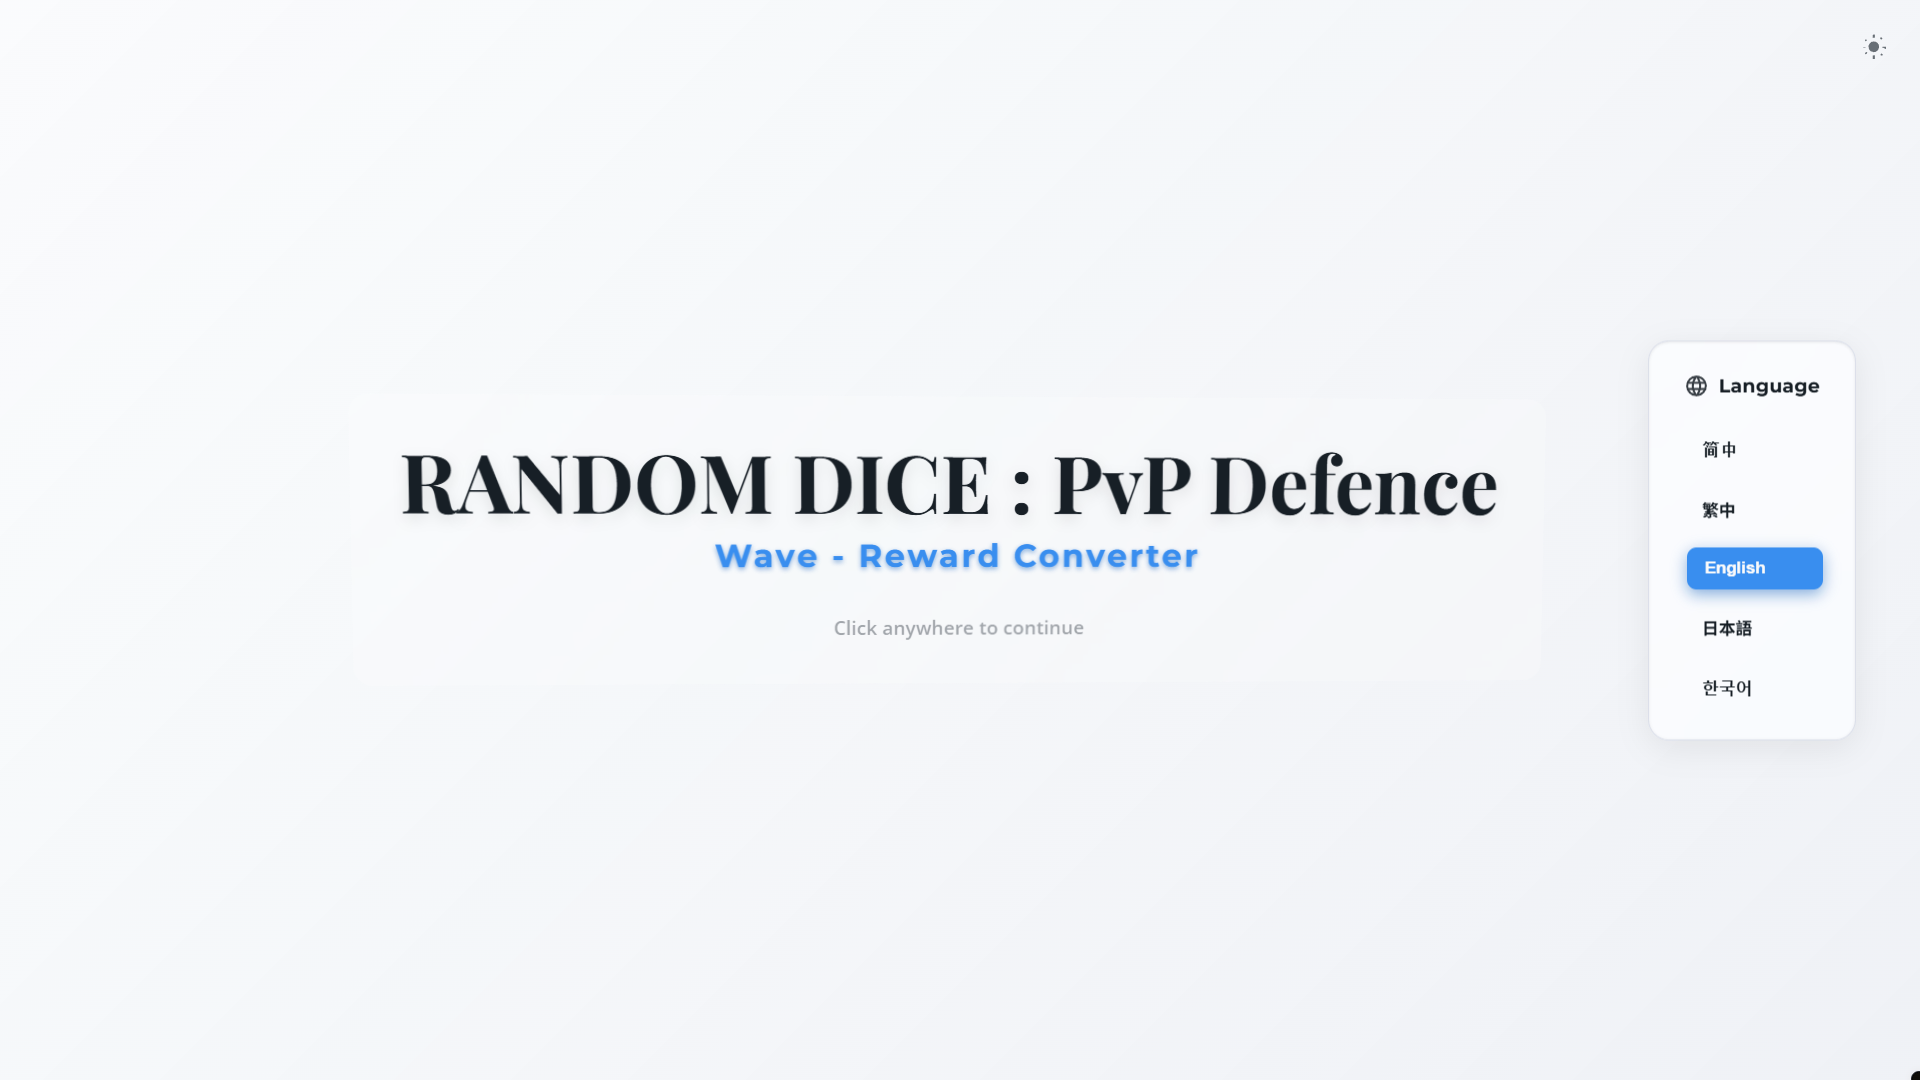 RANDOM DICE : PvP Defence
Wave - Reward Converter
Click anywhere to continue
Language
简中
繁中
English
日本語
한국어